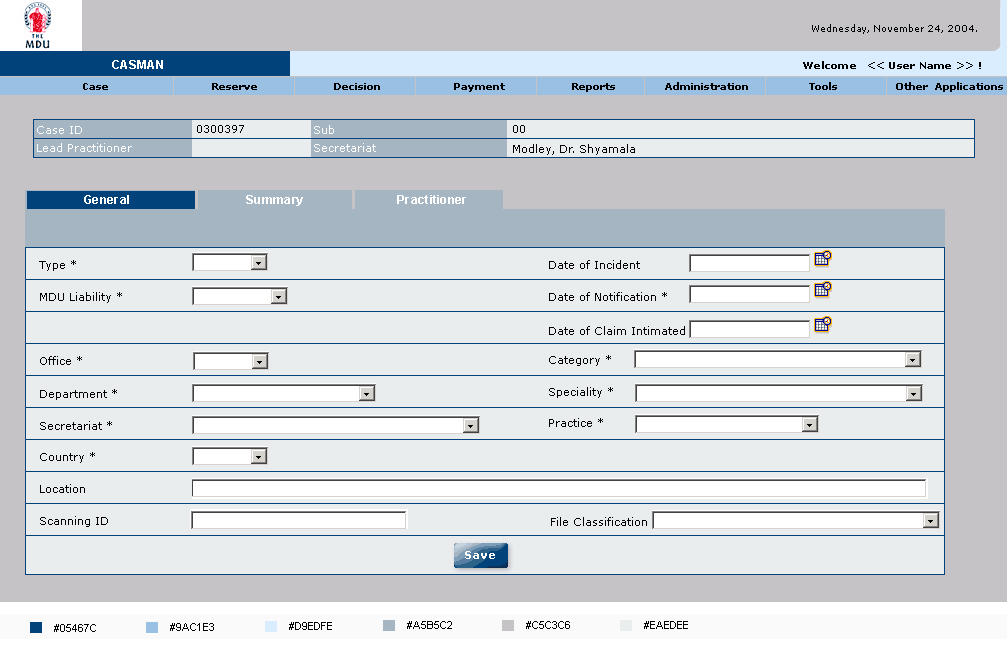 THE
MDU
Wednesday, November 24, 2004.
CASMAN
Welcome << User Name >> !
Case Reserve Decision Payment Reports Administration Tools Other Applications
Case ID 0300397 Sub 00
Lead Practitioner Secretariat Modley, Dr. Shyamala
General Summary Practitioner
Type * Date of Incident
MDU Liability * Date of Notification *
Date of Claim Intimated
Office * Category *
Department * Speciality *
Secretariat * Practice *
Country *
Location
Scanning ID File Classification
Save
#05467C #9AC1E3 #D9EDFE #A5B5C2 #C5C3C6 #EAEDEE